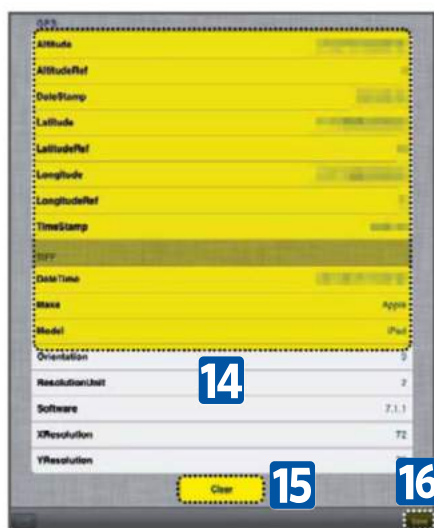 GPS
Altitude
AltitudeRef
DateStamp
Latitude
LatitudeRef
Longitude
LongitudeRef
TimeStamp
TIFF
DateTime
Make Apple
Model iPad
Orientation
14
ResolutionUnit 2
Software 7.1.1
XResolution 72
YResolution
Clear 15
16